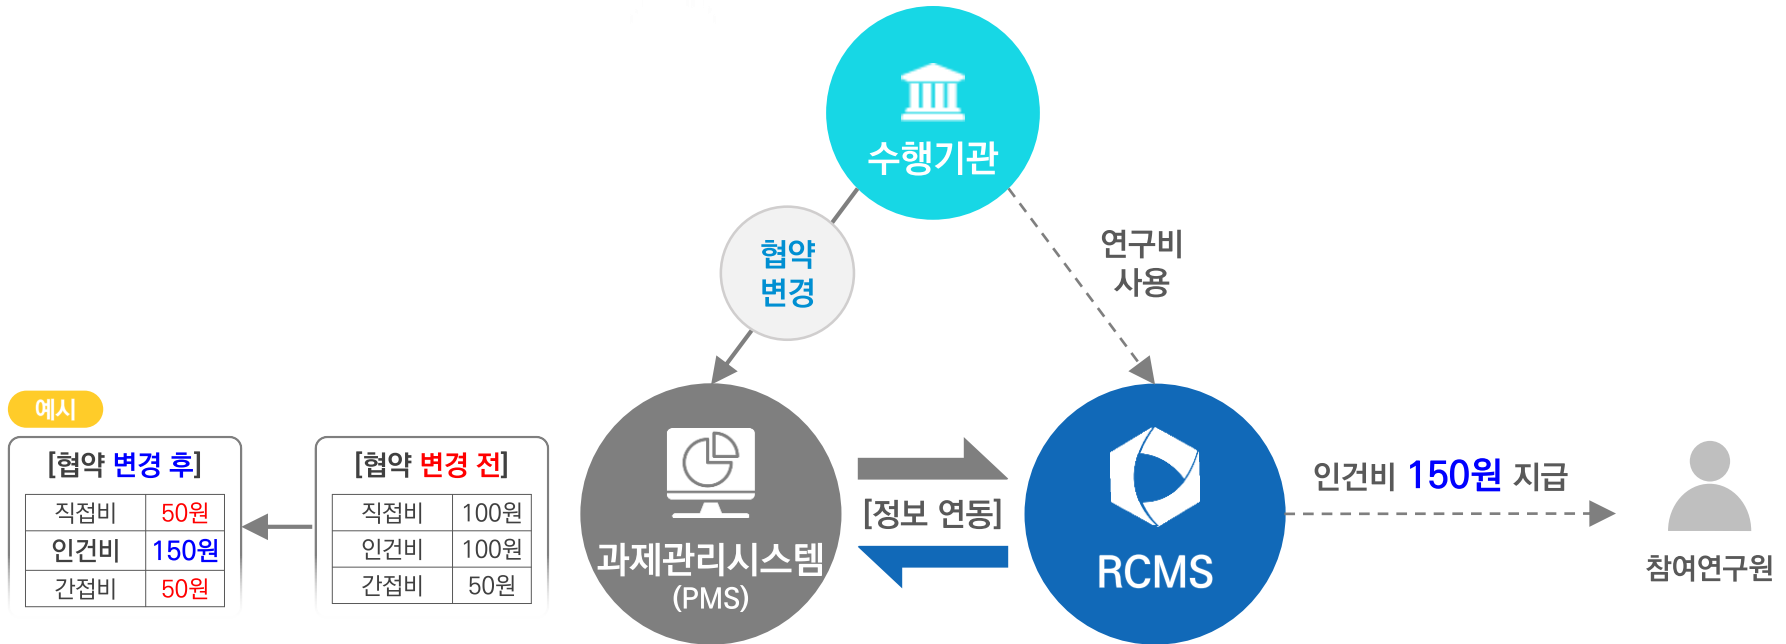 수행기관
협약
변경
연구비
사용
예시
[협약 변경 후]
직접비 50원
인건비 150원
간접비 50원
[협약 변경 전]
직접비 100원
인건비 100원
간접비 50원
과제관리시스템
(PMS)
[정보 연동]
RCMS
인건비 150원 지급
참여연구원